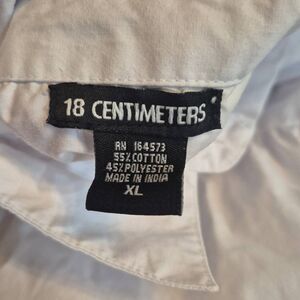 18 CENTIMETERS
RN 164573
55% COTTON
45% POLYESTER
MADE IN INDIA
XL